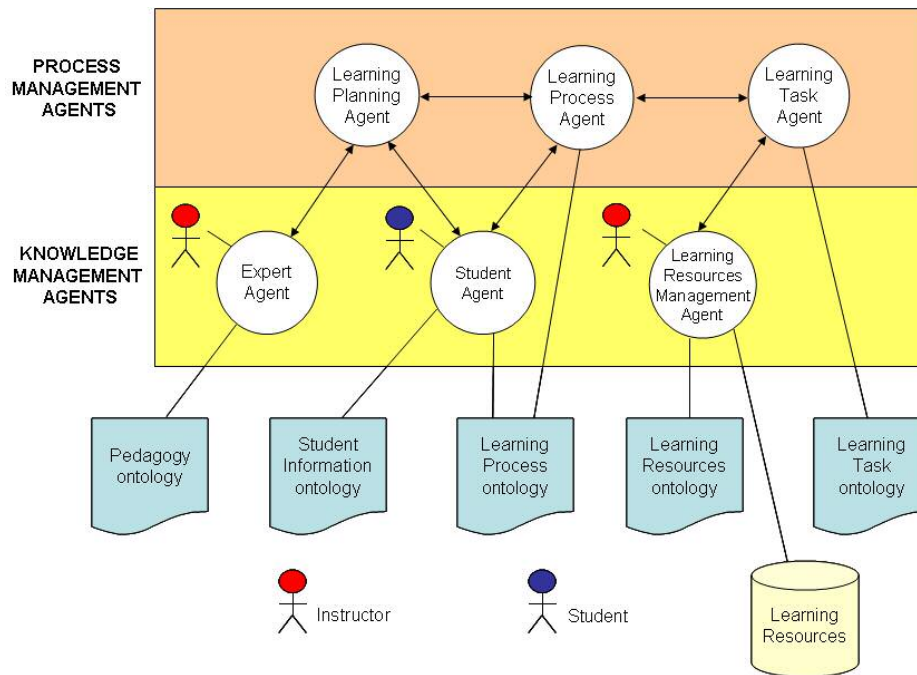 PROCESS
MANAGEMENT
AGENTS
Learning
Planning
Agent
Learning
Process
Agent
Learning
Task
Agent
KNOWLEDGE
MANAGEMENT
AGENTS
Expert
Agent
Student
Agent
Learning
Resources
Management
Agent
Pedagogy
ontology
Student
Information
ontology
Learning
Process
ontology
Learning
Resources
ontology
Learning
Task
ontology
Instructor
Student
Learning
Resources